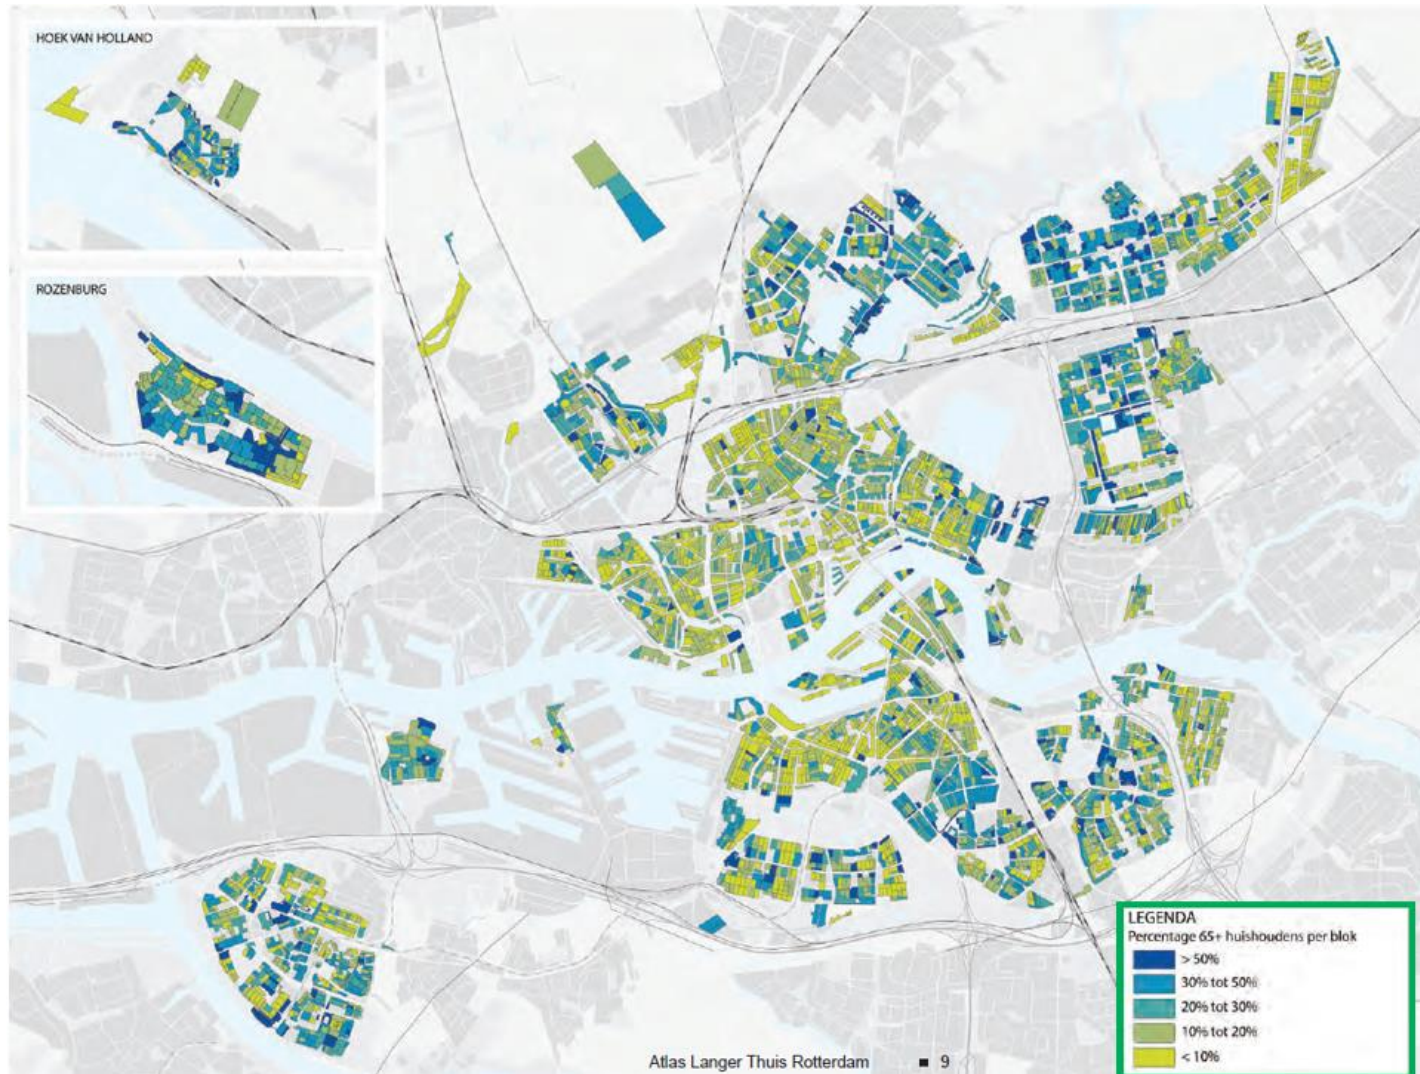 HOEK VAN HOLLAND
ROZENBURG
LEGENDA
Percentage 65+ huishoudens per blok
> 50%
30% tot 50%
20% tot 30%
10% tot 20%
< 10%
Atlas Langer Thuis Rotterdam ■ 9